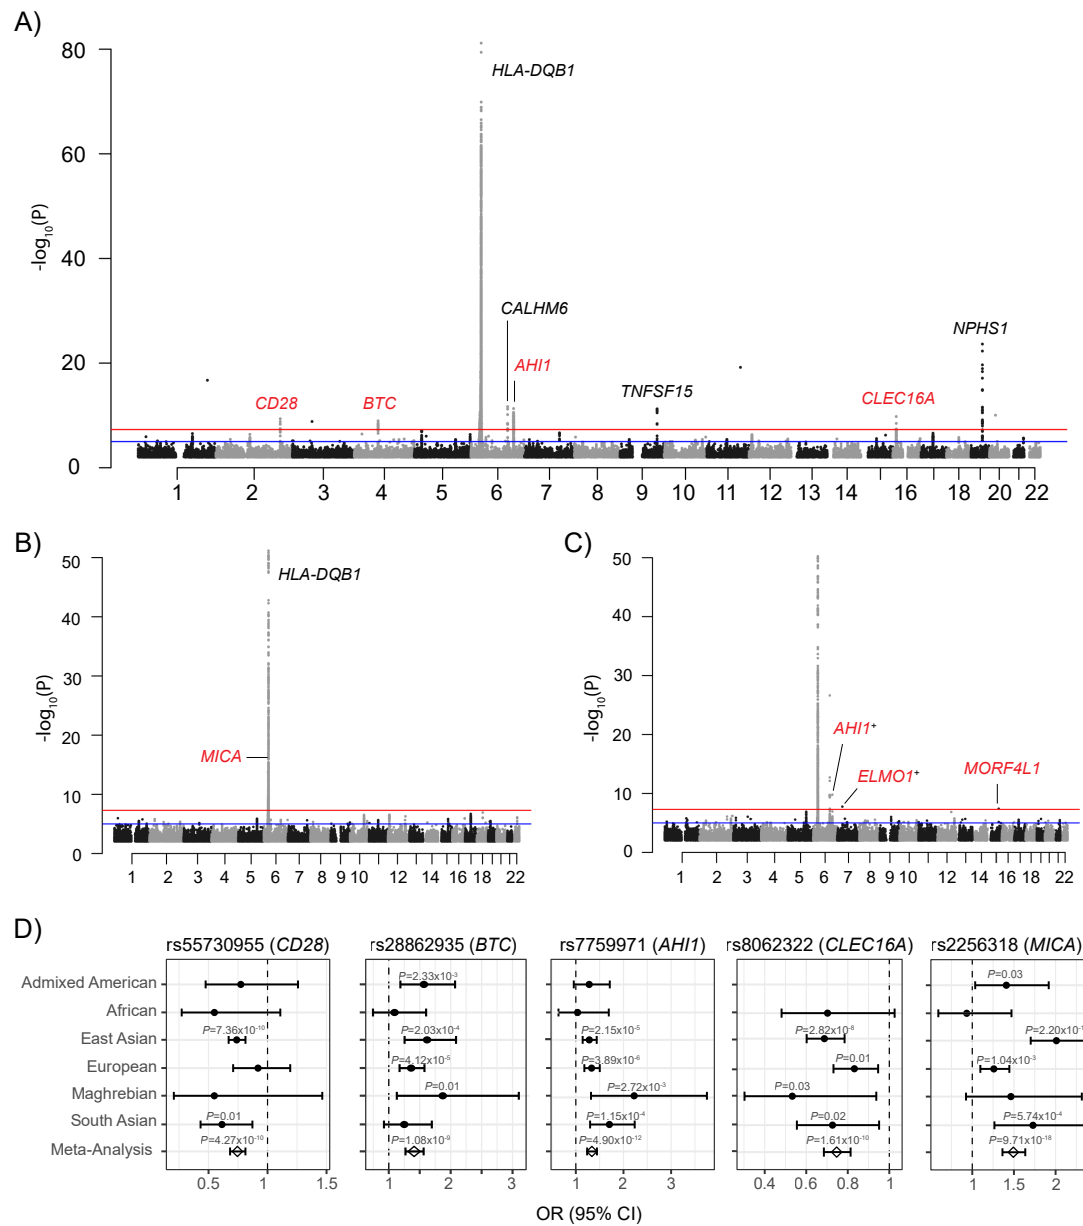 A)
80
60
40
20
0
-log10(P)
HLA-DQB1
CALHM6
AHI1
NPHS1
CD28
BTC
TNFSF15
CLEC16A
1 2 3 4 5 6 7 8 9 10 11 12 13 14 15 16 17 18 20 22
B)
50
40
30
20
10
0
-log10(P)
HLA-DQB1
MICA
1 2 3 4 5 6 7 8 9 10 12 14 16 18 22
C)
50
40
30
20
10
0
-log10(P)
AHI1+
ELMO1+
MORF4L1
1 2 3 4 5 6 7 8 9 10 12 14 16 18 22
D)
rs55730955 (CD28) rs28862935 (BTC) rs7759971 (AHI1) rs8062322 (CLEC16A) rs2256318 (MICA)
Admixed American P=2.33x10-3 P=0.03
African
East Asian P=7.36x10-10 P=2.03x10-4 P=2.15x10-5 P=2.82x10-8
European P=4.12x10-5 P=3.89x10-6 P=0.01 P=1.04x10-3
Maghrebian P=0.01 P=2.72x10-3 P=0.03
South Asian P=0.01 P=1.15x10-4 P=0.02 P=5.74x10-4
Meta-Analysis P=4.27x10-10 P=1.08x10-9 P=4.90x10-12 P=1.61x10-10 P=9.71x10-18
0.5 1 1 2 3 1 2 3 0.4 0.6 0.8 1 1 1.5 2
OR (95% CI)